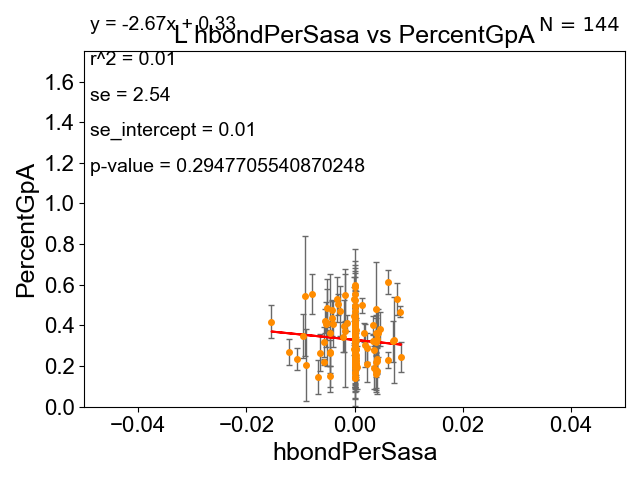 y = -2.67x + 0.33
N = 144
L hbondPerSasa vs PercentGpA
r^2 = 0.01
se = 2.54
se_intercept = 0.01
p-value = 0.2947705540870248
PercentGpA
1.6
1.4
1.2
1.0
0.8
0.6
0.4
0.2
0.0
−0.04 −0.02 0.00 0.02 0.04
hbondPerSasa